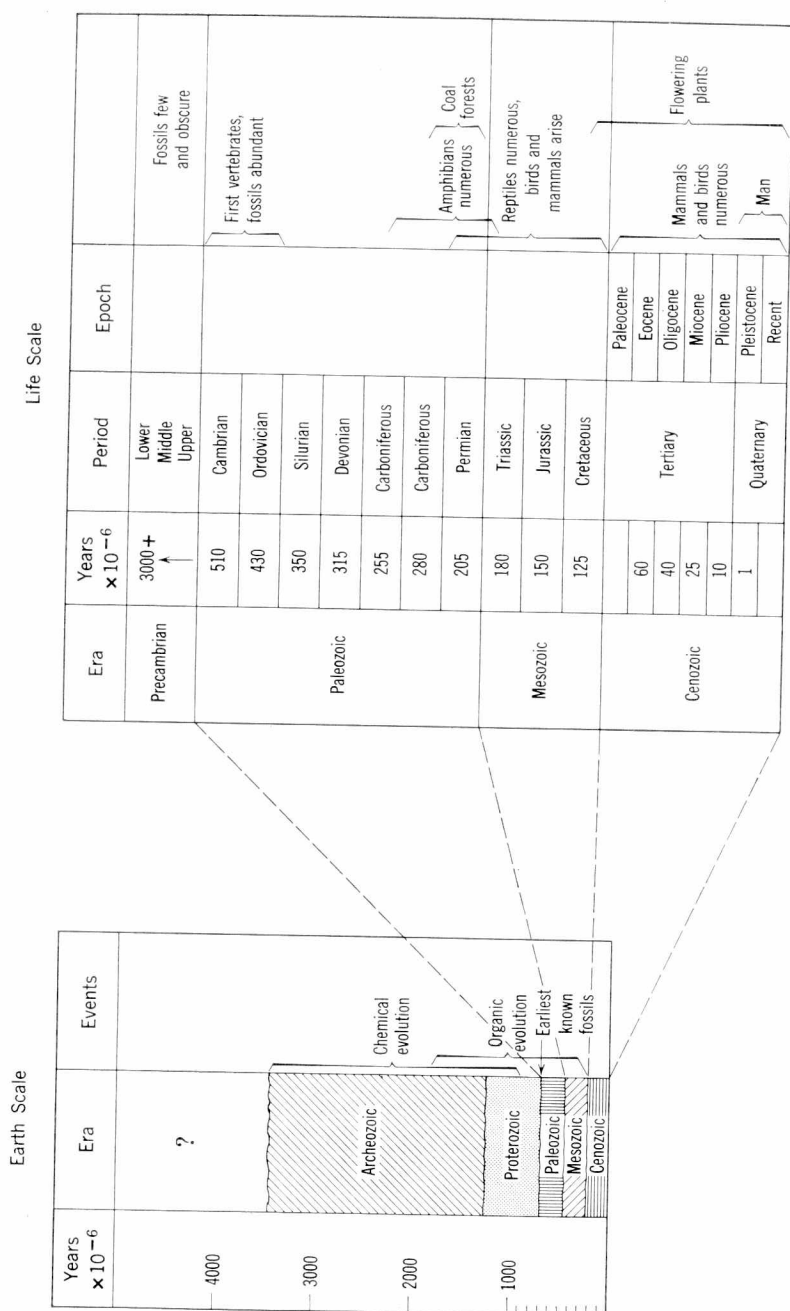 Earth Scale
Years
×10⁻⁶
Era
Events
4000
3000
2000
1000
?
Archeozoic
Proterozoic
Paleozoic
Mesozoic
Cenozoic
Chemical
evolution
Organic
evolution
Earliest
known
fossils
Life Scale
Era
Years
×10⁻⁶
Period
Epoch
Precambrian
3000+
Lower
Middle
Upper
Fossils few
and obscure
Paleozoic
510
Cambrian
430
Ordovician
First vertebrates,
fossils abundant
350
Silurian
315
Devonian
255
Carboniferous
280
Carboniferous
205
Permian
Amphibians
numerous
Coal
forests
Mesozoic
180
Triassic
150
Jurassic
125
Cretaceous
Reptiles numerous,
birds and
mammals arise
Cenozoic
Tertiary
Paleocene
60
Eocene
40
Oligocene
25
Miocene
10
Pliocene
Quaternary
1
Pleistocene
Recent
Mammals
and birds
numerous
Man
Flowering
plants